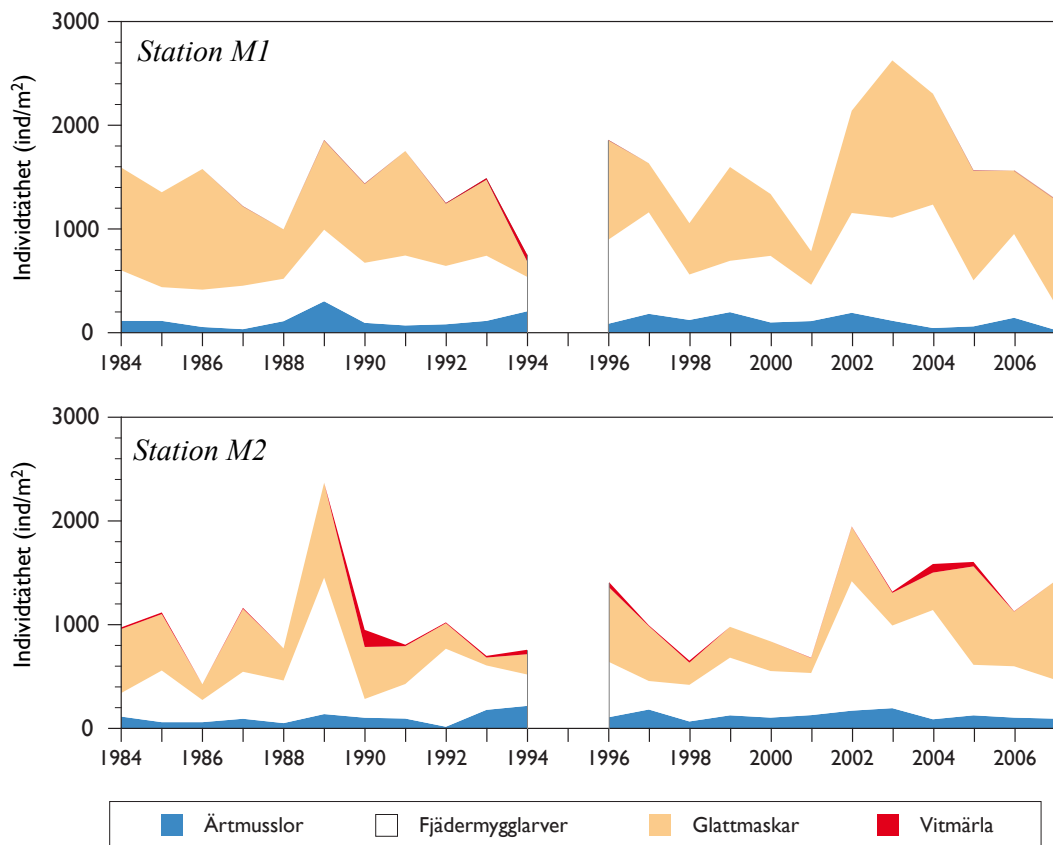 Station M1
Individtäthet (ind/m²)
3000
2000
1000
0
1984 1986 1988 1990 1992 1994 1996 1998 2000 2002 2004 2006
Station M2
Individtäthet (ind/m²)
3000
2000
1000
0
1984 1986 1988 1990 1992 1994 1996 1998 2000 2002 2004 2006
Ärtmusslor Fjädermygglarver Glattmaskar Vitmärla